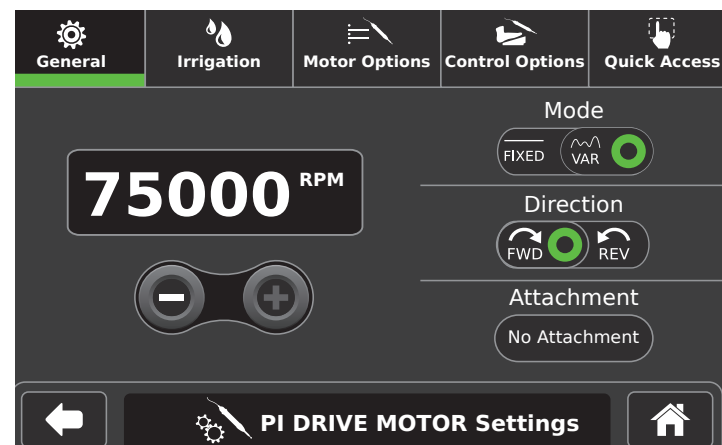 General
Irrigation
Motor Options
Control Options
Quick Access
Mode
FIXED
VAR
75000 RPM
Direction
FWD
REV
Attachment
No Attachment
PI DRIVE MOTOR Settings